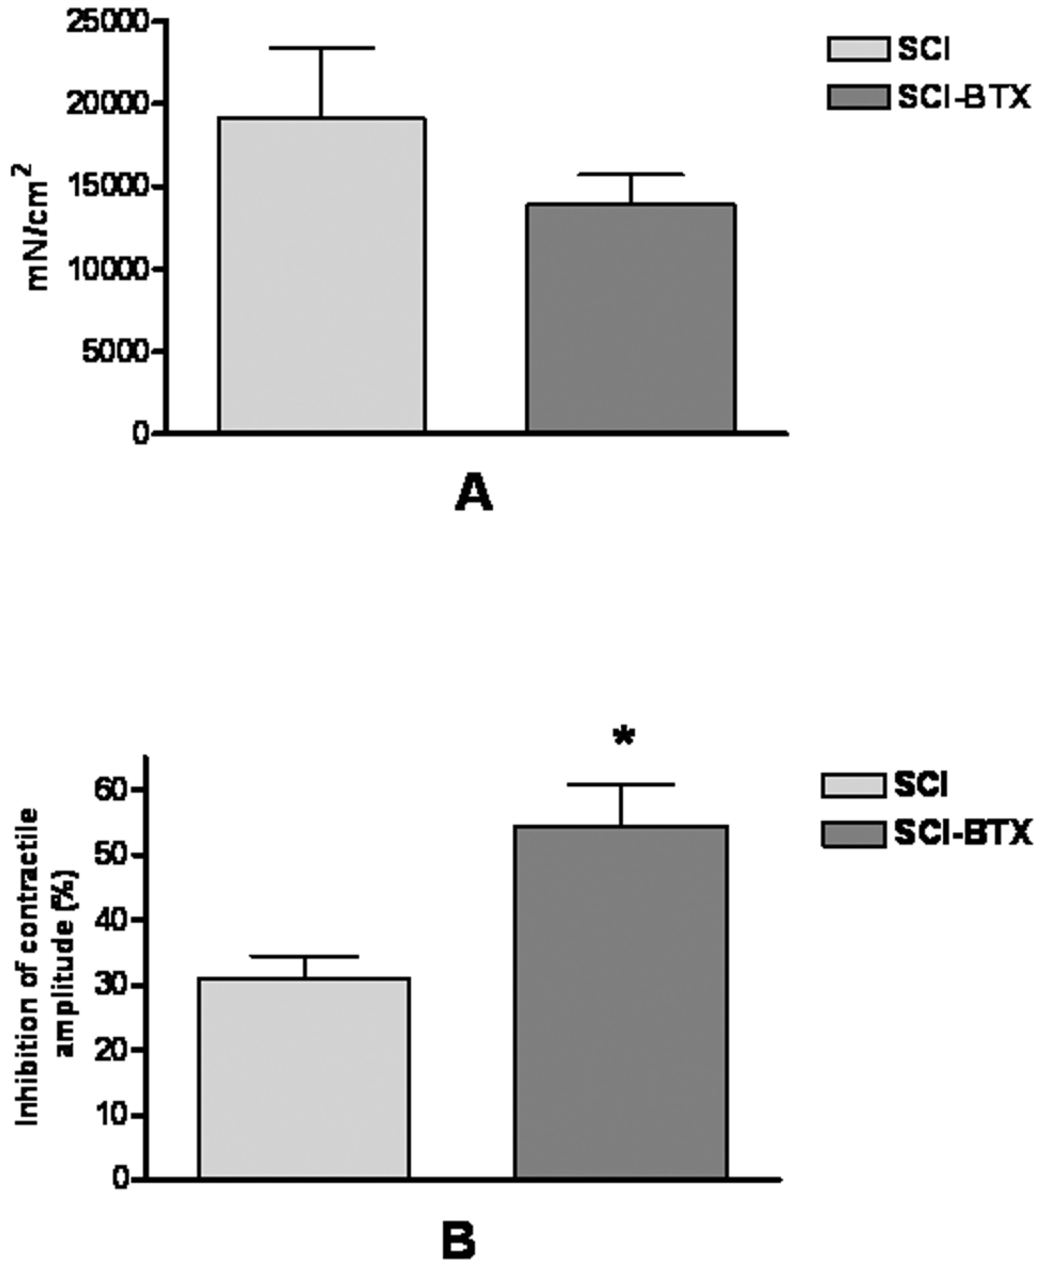 25000
20000
15000
10000
5000
0
mN/cm²
SCI
SCI-BTX
A
*
60
50
40
30
20
10
0
Inhibition of contractile
amplitude (%)
SCI
SCI-BTX
B